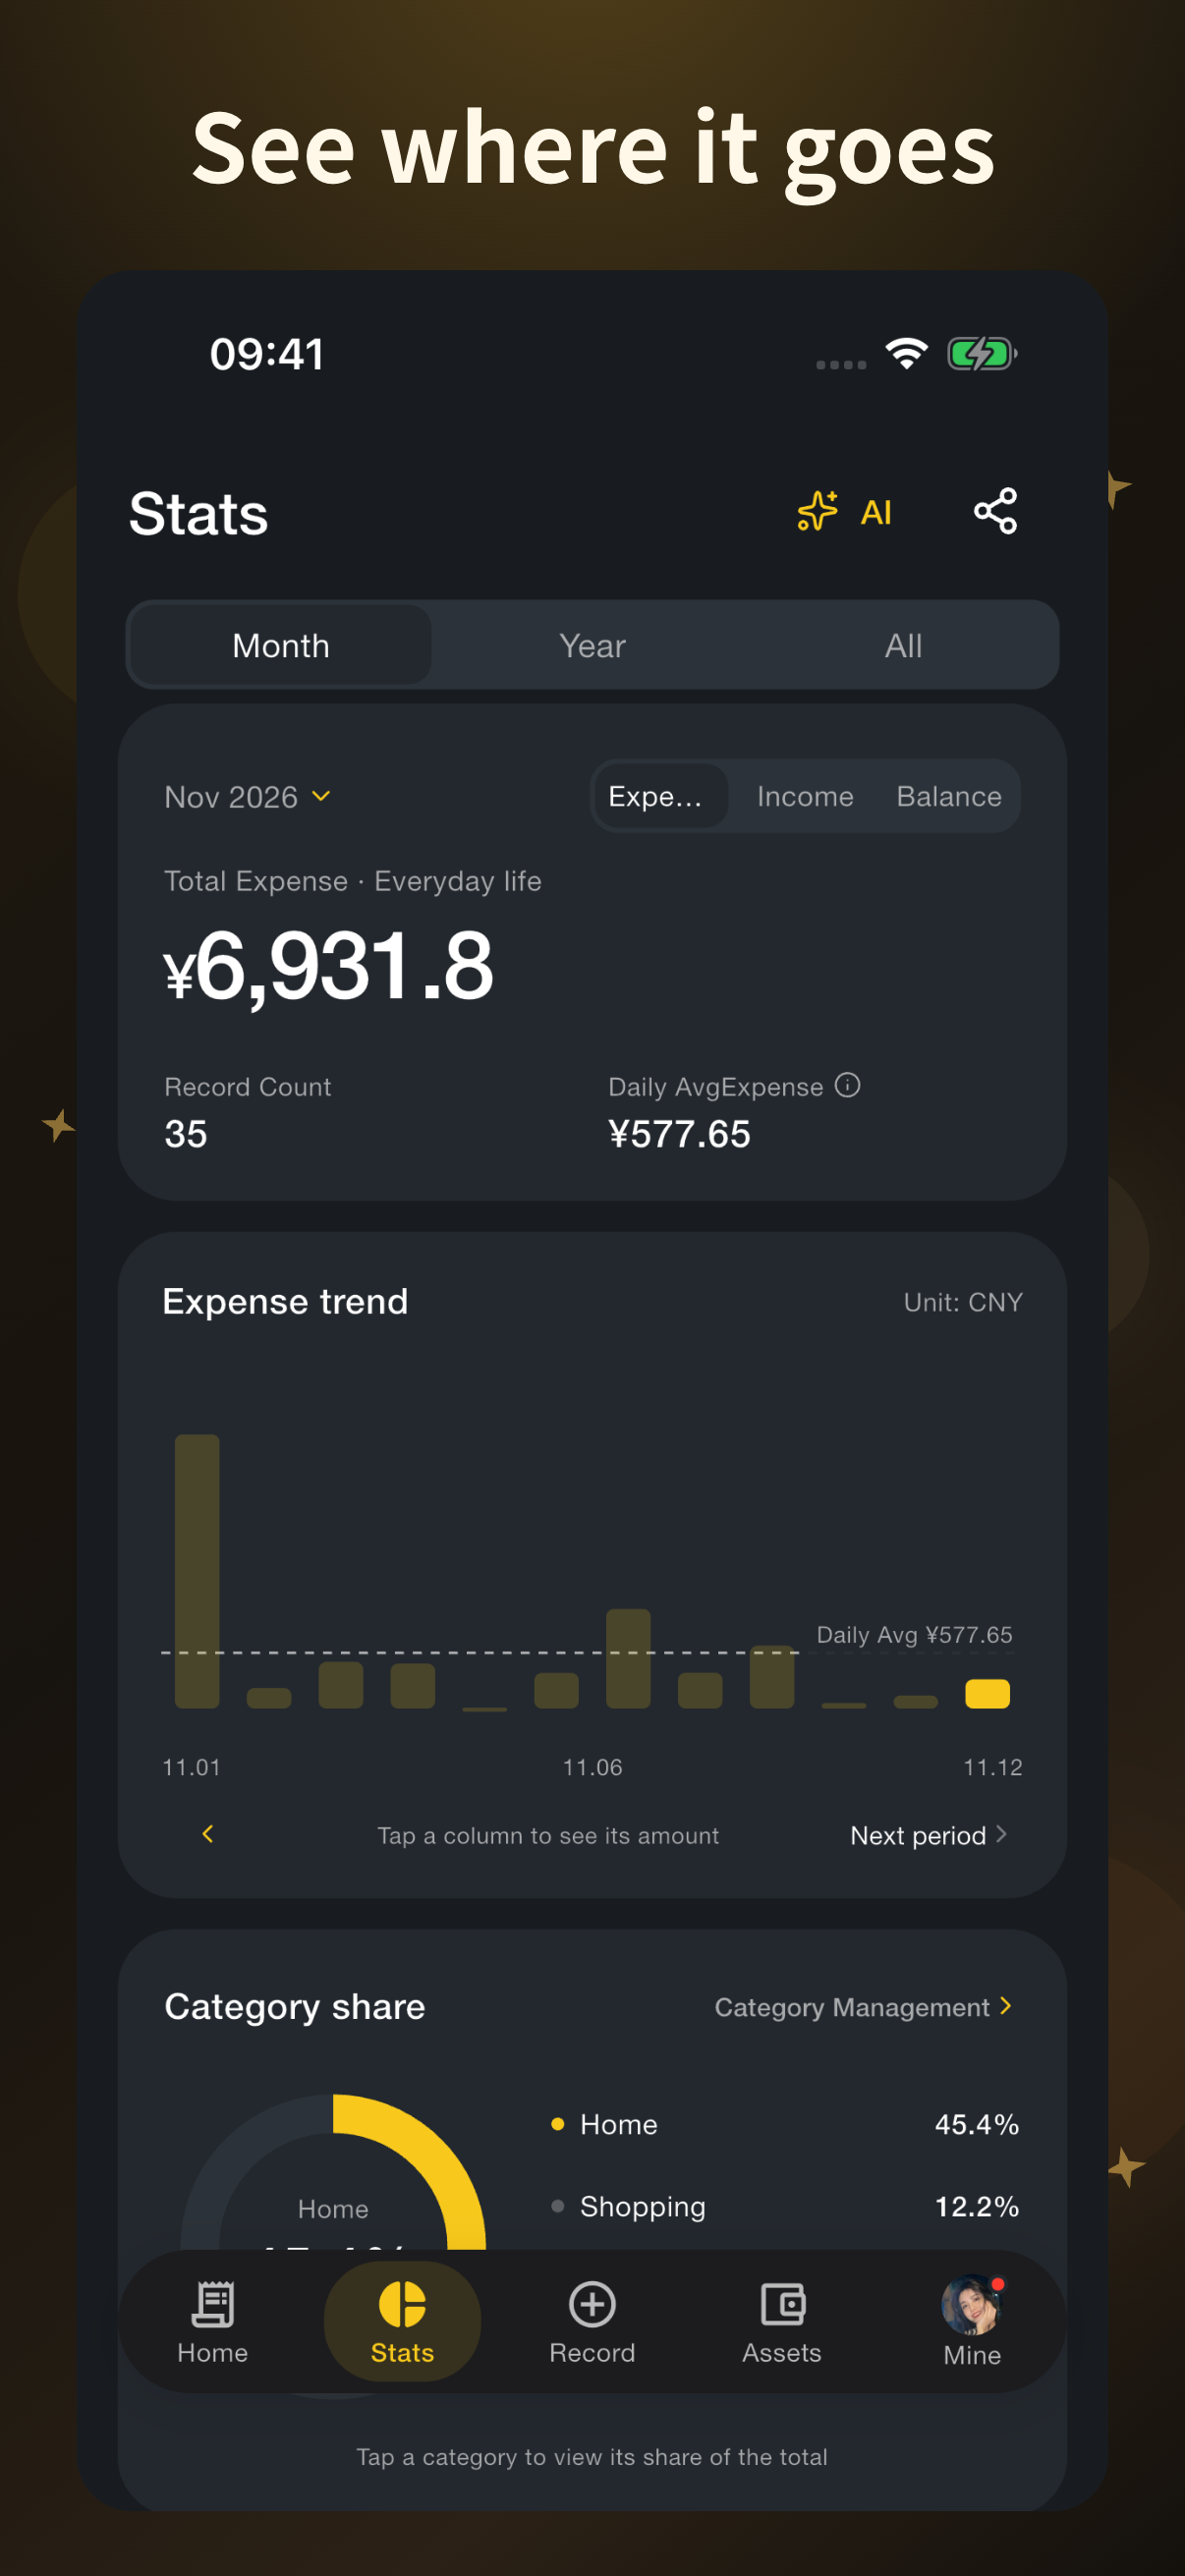 See where it goes
09:41
Stats
AI
Month Year All
Nov 2026
Expe... Income Balance
Total Expense · Everyday life
¥6,931.8
Record Count
35
Daily AvgExpense
¥577.65
Expense trend
Unit: CNY
Daily Avg ¥577.65
11.01 11.06 11.12
Tap a column to see its amount
Next period
Category share
Category Management
Home
Home 45.4%
Shopping 12.2%
Home Stats Record Assets Mine
Tap a category to view its share of the total